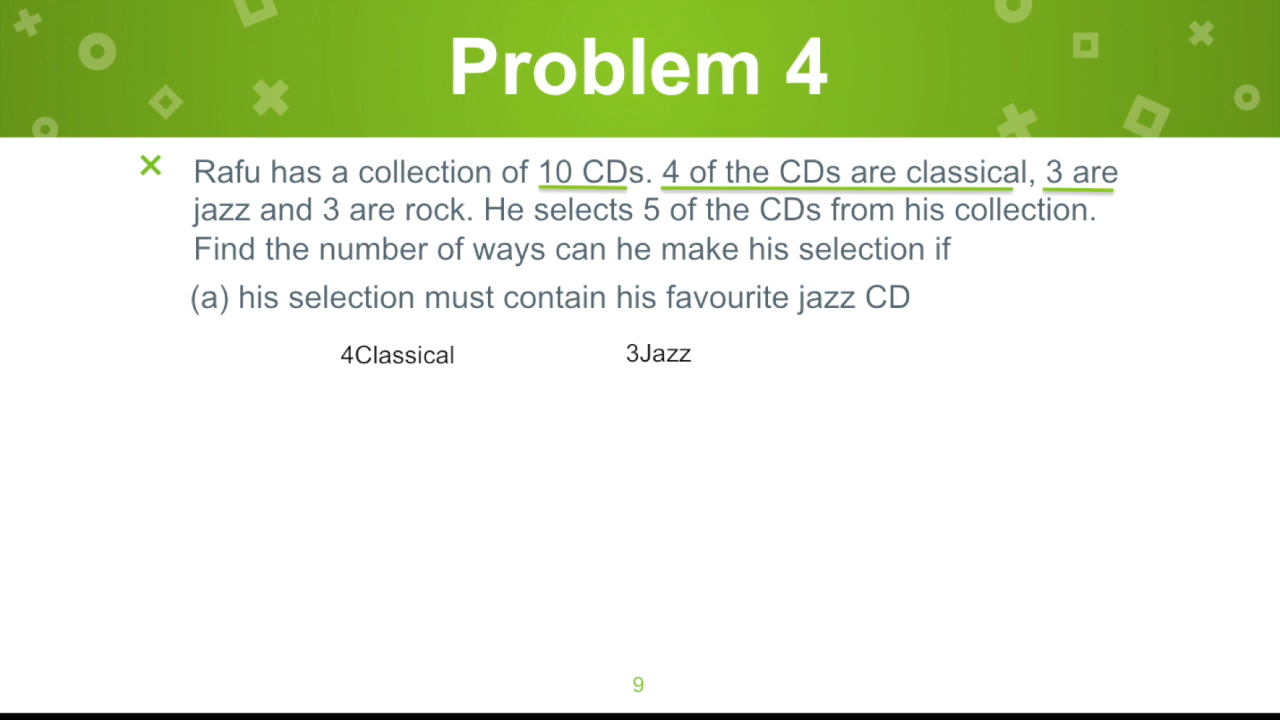 Problem 4
Rafu has a collection of 10 CDs. 4 of the CDs are classical, 3 are
jazz and 3 are rock. He selects 5 of the CDs from his collection.
Find the number of ways can he make his selection if
(a) his selection must contain his favourite jazz CD
4Classical 3Jazz
9